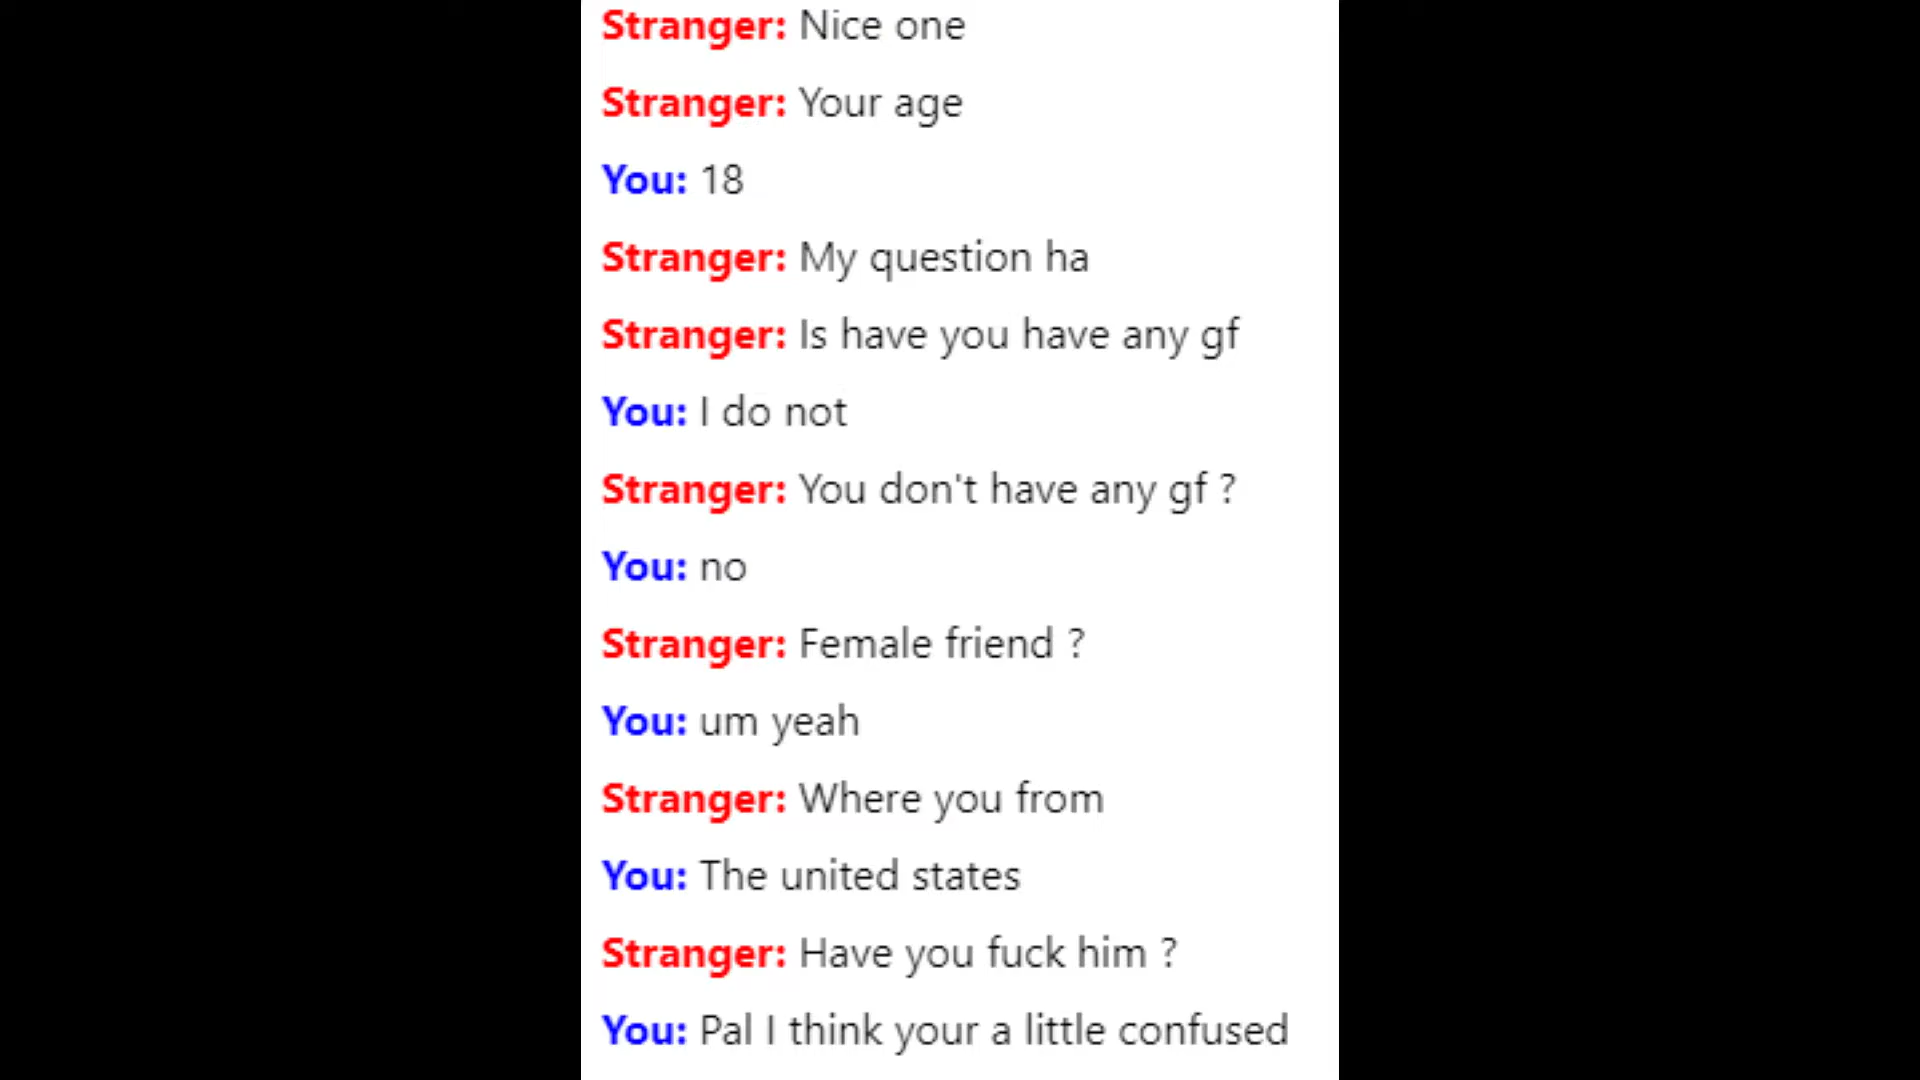 Stranger: Nice one
Stranger: Your age
You: 18
Stranger: My question ha
Stranger: Is have you have any gf
You: I do not
Stranger: You don't have any gf ?
You: no
Stranger: Female friend ?
You: um yeah
Stranger: Where you from
You: The united states
Stranger: Have you fuck him ?
You: Pal I think your a little confused